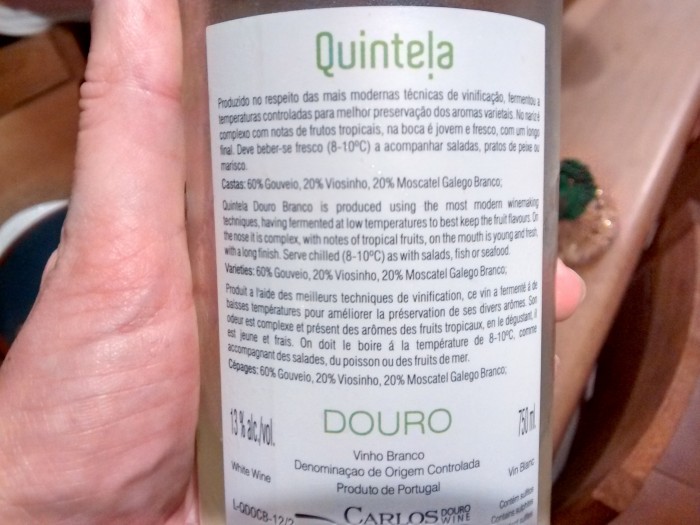 Quintela
Produzido no respeito das mais modernas técnicas de vinificação, fermentou a
temperaturas controladas para melhor preservação dos aromas varietais. No nariz é
complexo com notas de frutos tropicais, na boca é jovem e fresco, com um longo
final. Deve beber-se fresco (8-10ºC) a acompanhar saladas, pratos de peixe ou
marisco.
Castas: 60% Gouveio, 20% Viosinho, 20% Moscatel Galego Branco;
Quintela Douro Branco is produced using the most modern winemaking
techniques, having fermented at low temperatures to best keep the fruit flavours. On
the nose it is complex, with notes of tropical fruits, on the mouth is young and fresh,
with a long finish. Serve chilled (8-10ºC) as with salads, fish or seafood.
Varieties: 60% Gouveio, 20% Viosinho, 20% Moscatel Galego Branco;
Produit a l'aide des meilleurs techniques de vinification, ce vin a fermenté á de
baisses températures pour améliorer la préservation de ses divers arômes. Son
odeur est complexe et présent des arômes des fruits tropicaux, en le dégustant, il
est jeune et frais. On doit le boire á la température de 8-10ºC, comme
accompagnant des salades, du poisson ou des fruits de mer.
Cépages: 60% Gouveio, 20% Viosinho, 20% Moscatel Galego Branco;
13 % alc./vol. DOURO 750 ml.
Vinho Branco
White Wine Denominaçao de Origem Controlada Vin Blanc
Produto de Portugal
L-GDOCB-12/2 CARLOS DOURO WINE Contém sulfitos
Contains sulphites